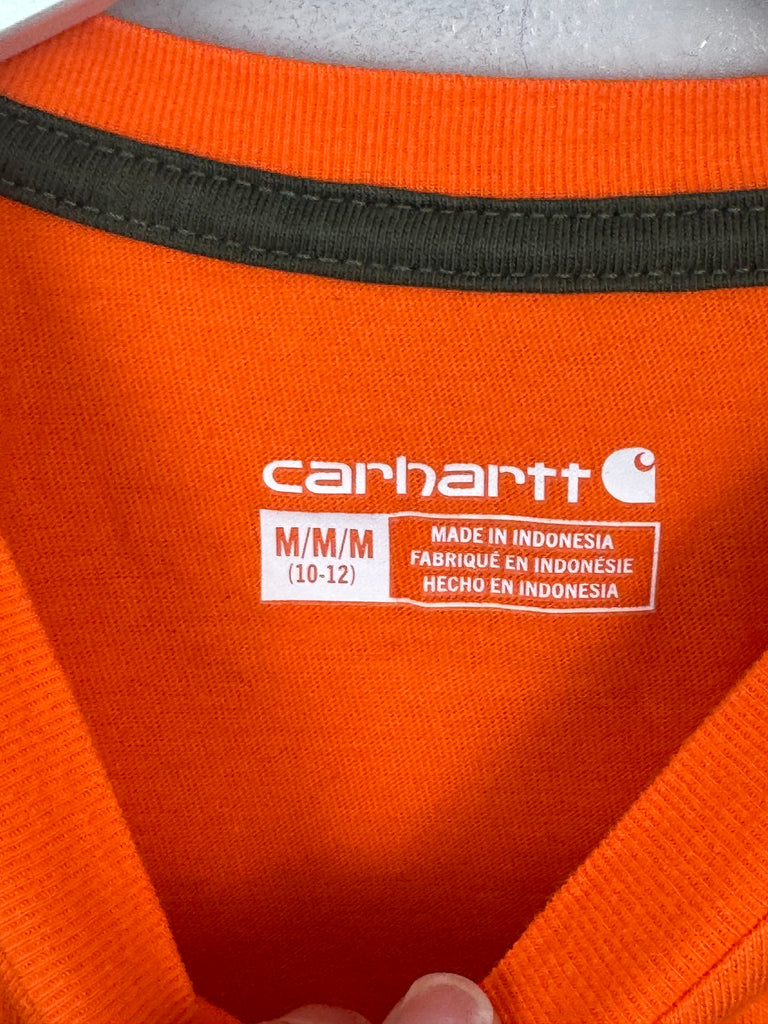 carhartt
M/M/M
(10-12)
MADE IN INDONESIA
FABRIQUÉ EN INDONÉSIE
HECHO EN INDONESIA